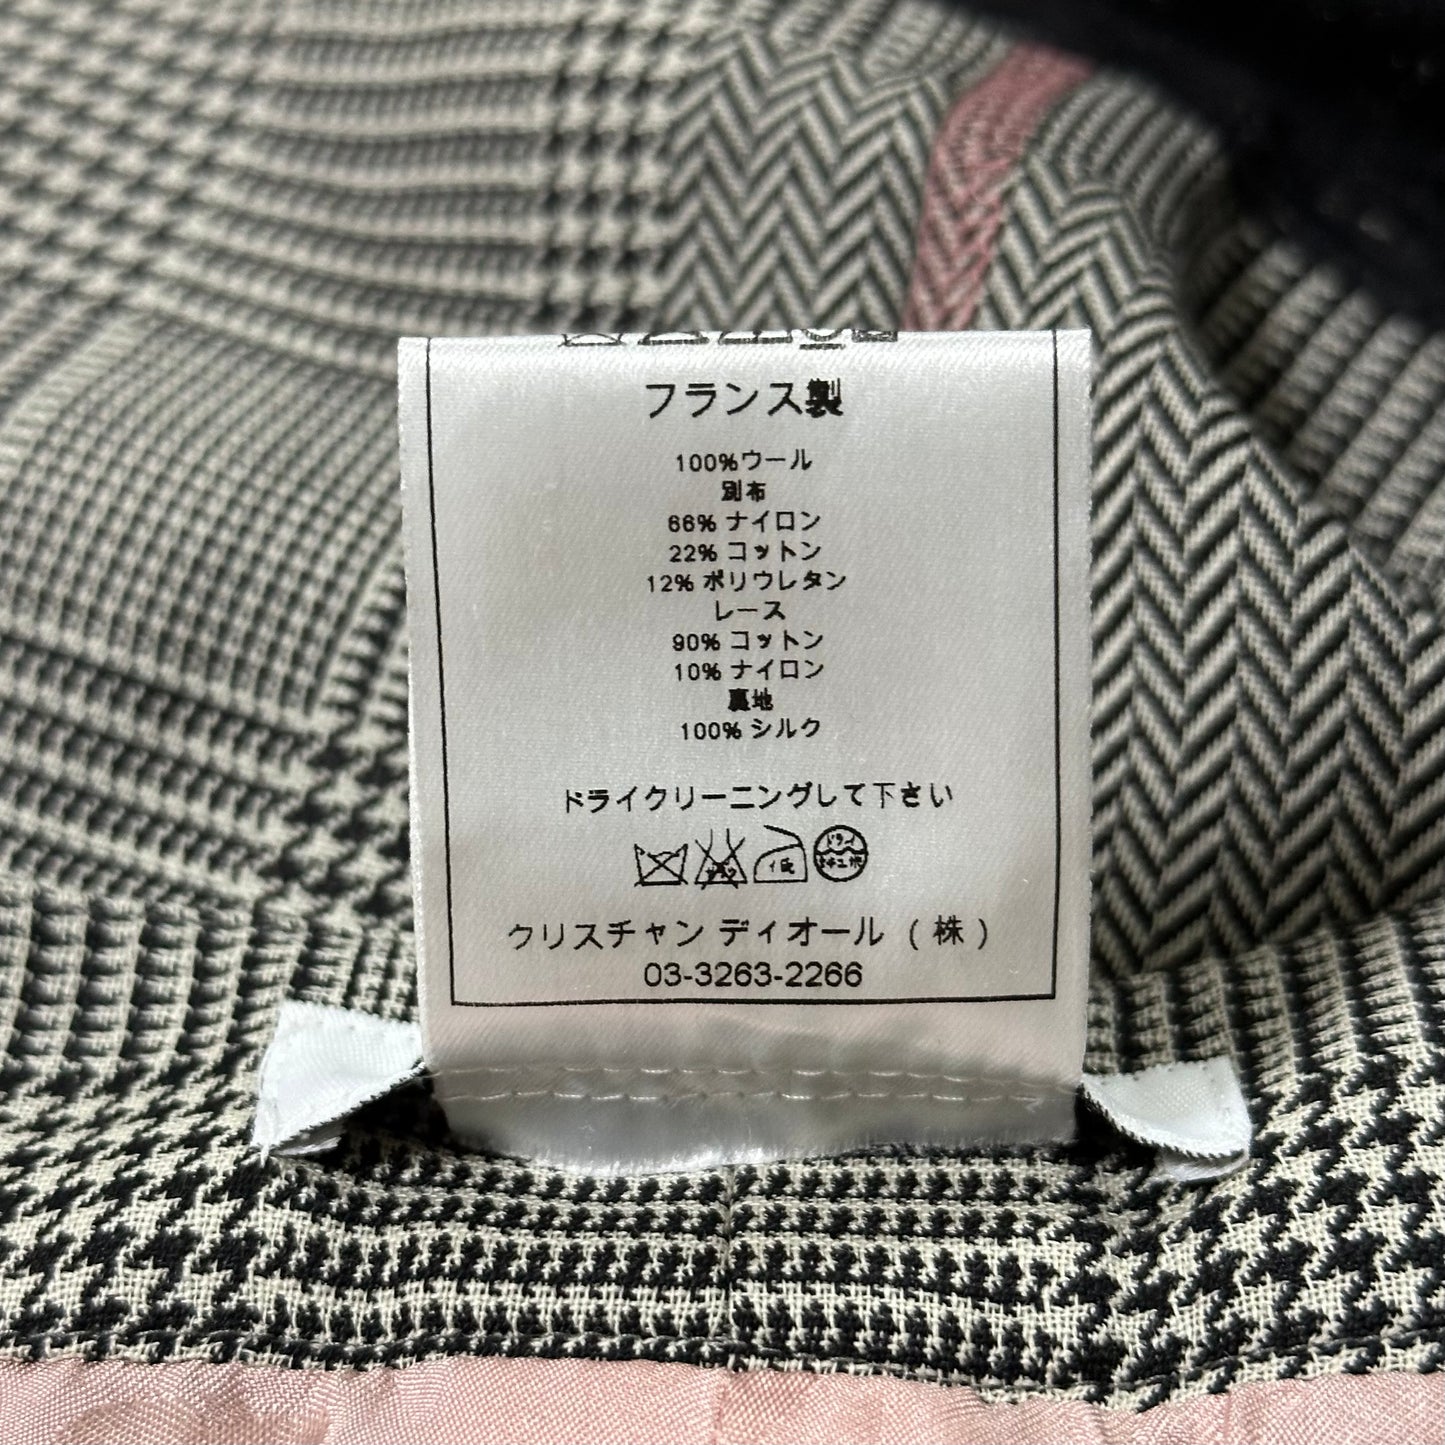 フランス製
100%ウール
別布
66% ナイロン
22% コットン
12% ポリウレタン
レース
90% コットン
10% ナイロン
裏地
100% シルク
ドライクリーニングして下さい
ドライ
クリスチャン ディオール (株)
03-3263-2266